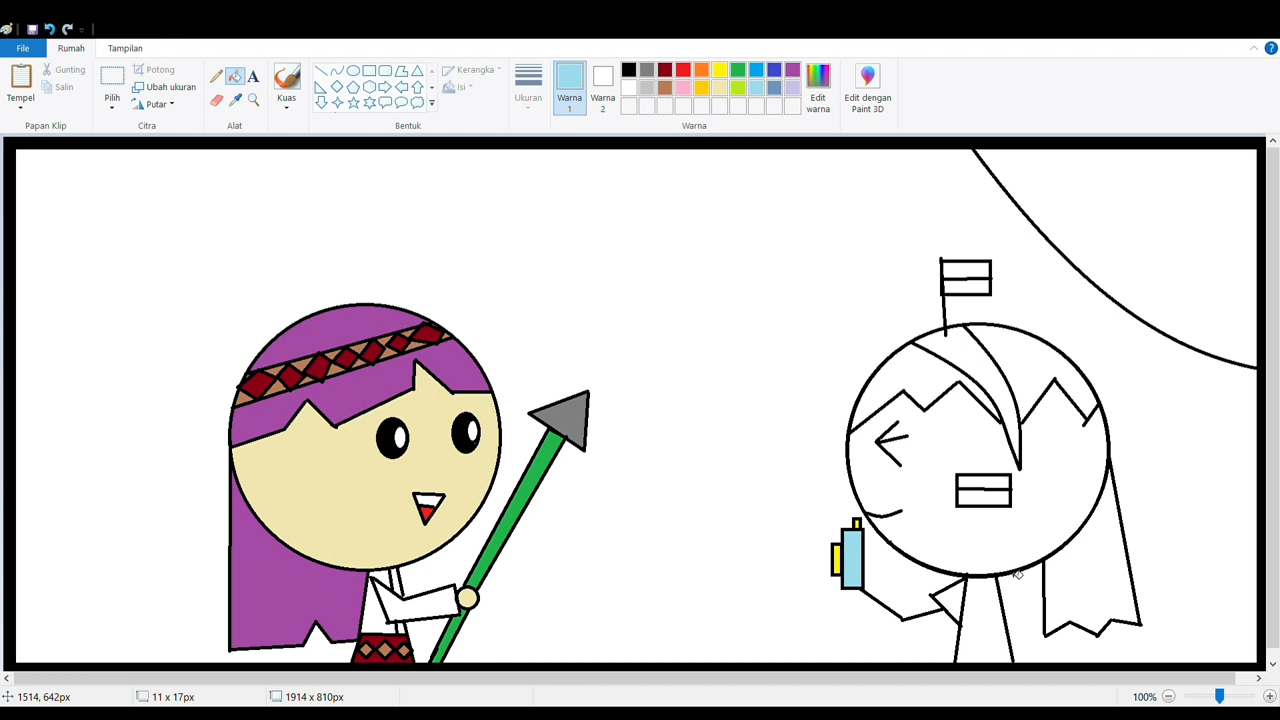 File Rumah Tampilan
Tempel
Gunting
Salin
Papan Klip
Pilih
Potong
Ubah ukuran
Putar
Citra
A
Alat
Kuas
Bentuk
Kerangka
Isi
Ukuran
Warna
1
Warna
2
Edit
warna
Warna
Edit dengan
Paint 3D
1514, 642px
11 x 17px
1914 x 810px
100%